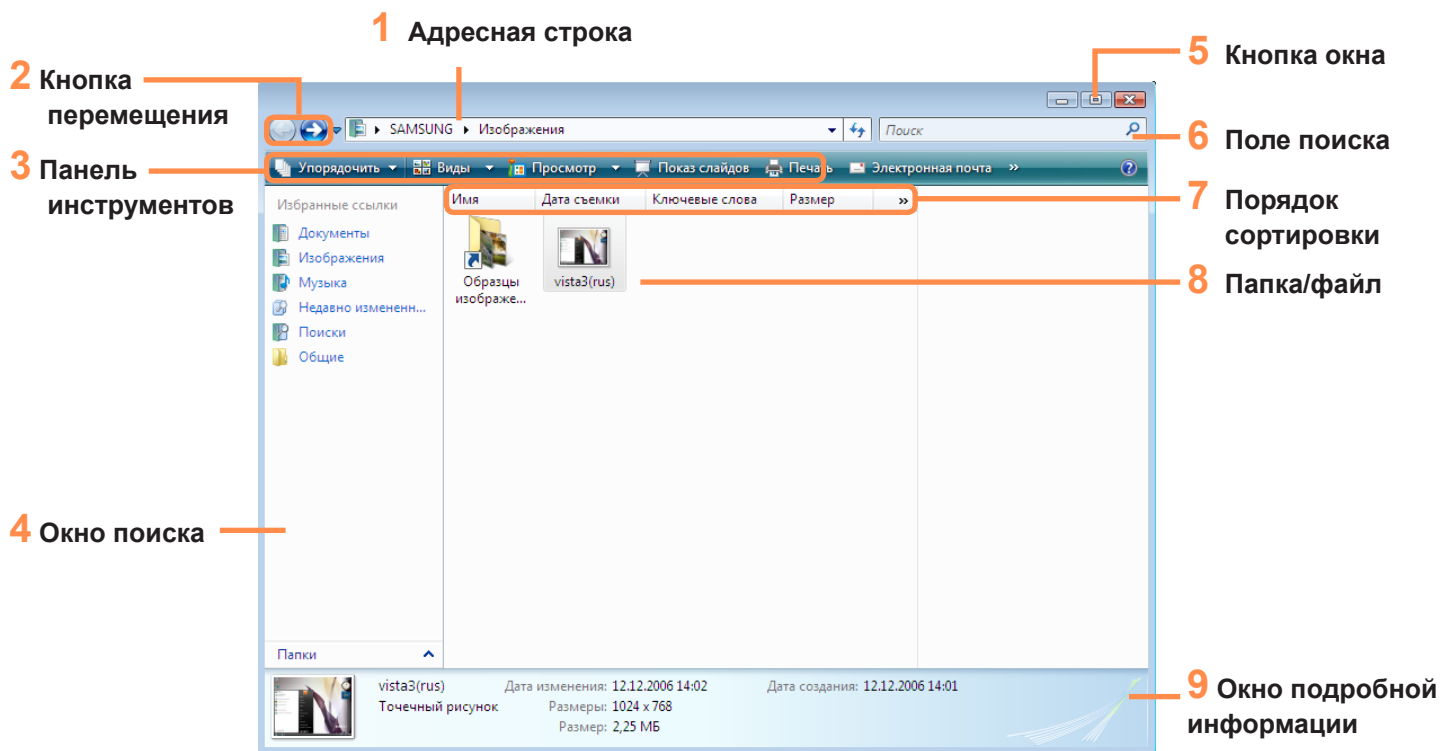 1 Адресная строка
2 Кнопка
перемещения
3 Панель
инструментов
4 Окно поиска
5 Кнопка окна
6 Поле поиска
7 Порядок
сортировки
8 Папка/файл
9 Окно подробной
информации
SAMSUNG Изображения
Поиск
Упорядочить Виды Просмотр Показ слайдов Печать Электронная почта »
Избранные ссылки
Документы
Изображения
Музыка
Недавно измененн...
Поиски
Общие
Папки
Имя Дата съемки Ключевые слова Размер »
Образцы
изображе...
vista3(rus)
vista3(rus) Дата изменения: 12.12.2006 14:02 Дата создания: 12.12.2006 14:01
Точечный рисунок Размеры: 1024 x 768
Размер: 2,25 МБ